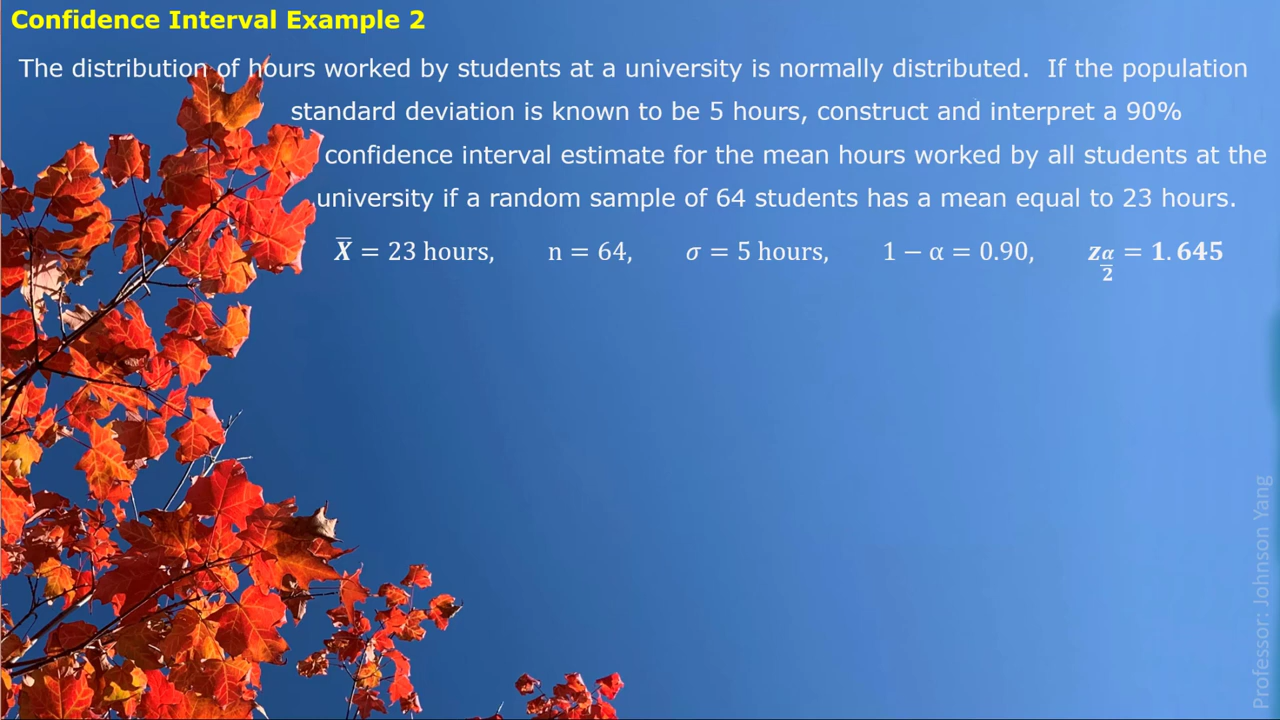 Confidence Interval Example 2
The distribution of hours worked by students at a university is normally distributed. If the population
standard deviation is known to be 5 hours, construct and interpret a 90%
confidence interval estimate for the mean hours worked by all students at the
university if a random sample of 64 students has a mean equal to 23 hours.
X̅ = 23 hours, n = 64, σ = 5 hours, 1 − α = 0.90, z_α/2 = 1.645
Professor: Johnson Yang